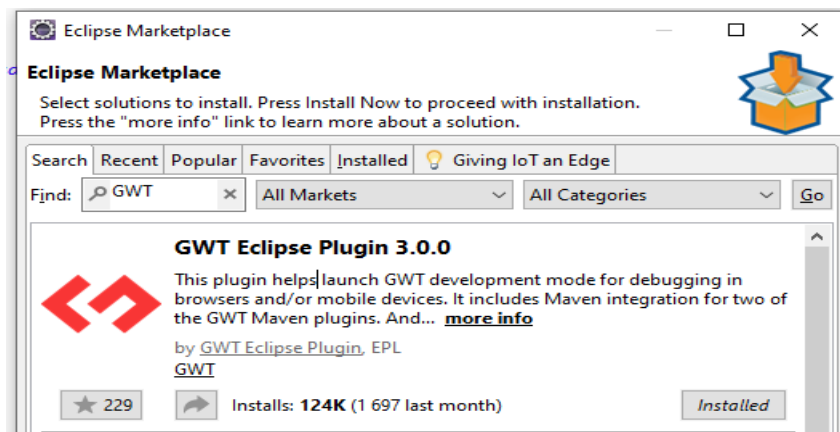 Eclipse Marketplace
Eclipse Marketplace
Select solutions to install. Press Install Now to proceed with installation.
Press the "more info" link to learn more about a solution.
Search Recent Popular Favorites Installed Giving IoT an Edge
Find: GWT All Markets All Categories Go
GWT Eclipse Plugin 3.0.0
This plugin helps launch GWT development mode for debugging in
browsers and/or mobile devices. It includes Maven integration for two of
the GWT Maven plugins. And... more info
by GWT Eclipse Plugin, EPL
GWT
229 Installs: 124K (1 697 last month) Installed